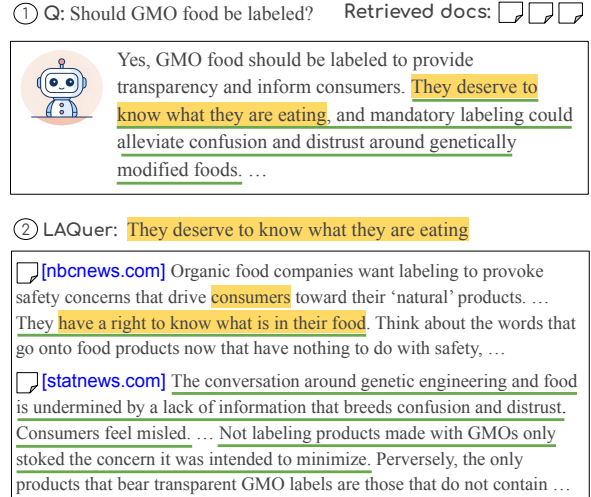 1 Q: Should GMO food be labeled? Retrieved docs:
Yes, GMO food should be labeled to provide
transparency and inform consumers. They deserve to
know what they are eating, and mandatory labeling could
alleviate confusion and distrust around genetically
modified foods. …
2 LAQuer: They deserve to know what they are eating
[nbcnews.com] Organic food companies want labeling to provoke
safety concerns that drive consumers toward their ‘natural’ products. …
They have a right to know what is in their food. Think about the words that
go onto food products now that have nothing to do with safety, …
[statnews.com] The conversation around genetic engineering and food
is undermined by a lack of information that breeds confusion and distrust.
Consumers feel misled. … Not labeling products made with GMOs only
stoked the concern it was intended to minimize. Perversely, the only
products that bear transparent GMO labels are those that do not contain …